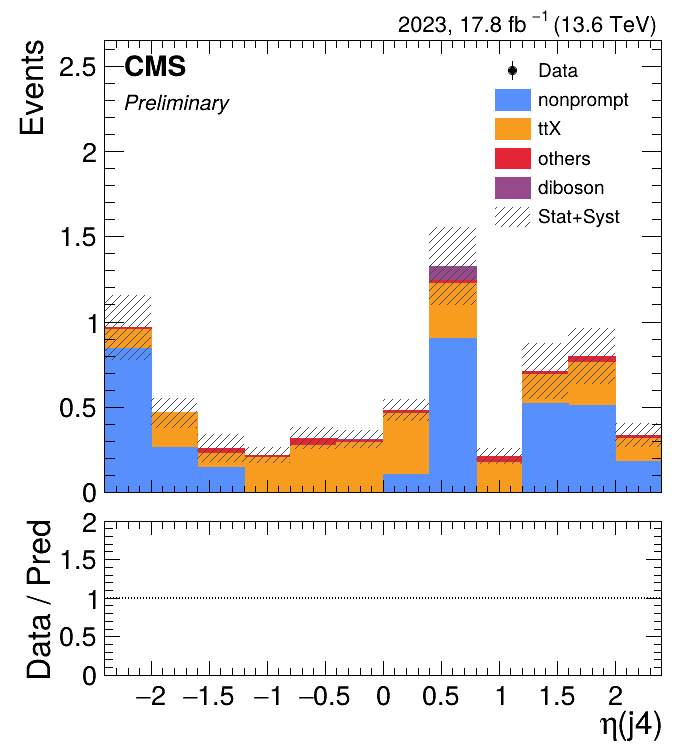 2023, 17.8 fb⁻¹ (13.6 TeV)
Events
CMS
Preliminary
Data
nonprompt
ttX
others
diboson
Stat+Syst
2.5
2
1.5
1
0.5
0
Data / Pred
2
1.5
1
0.5
0
−2 −1.5 −1 −0.5 0 0.5 1 1.5 2
η(j4)